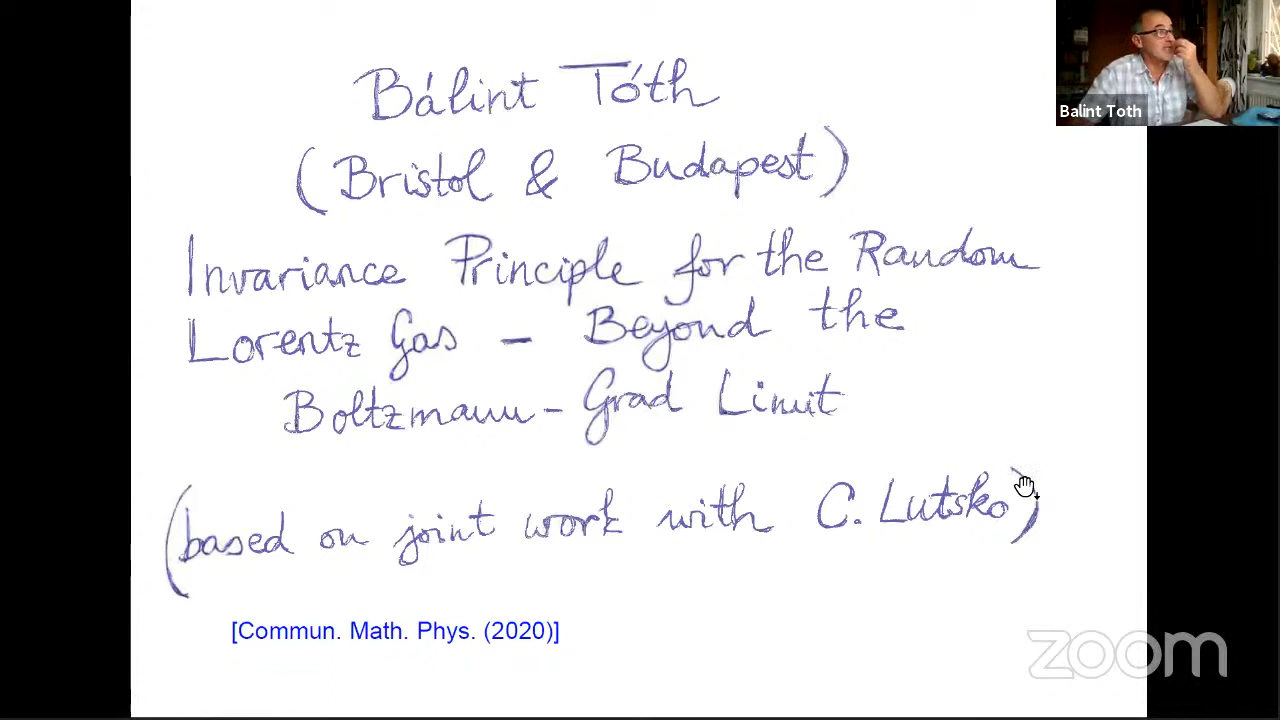 Bálint Tóth
(Bristol & Budapest)
Invariance Principle for the Random
Lorentz Gas – Beyond the
Boltzmann - Grad Limit
(based on joint work with C. Lutsko)
[Commun. Math. Phys. (2020)]
Balint Toth
zoom